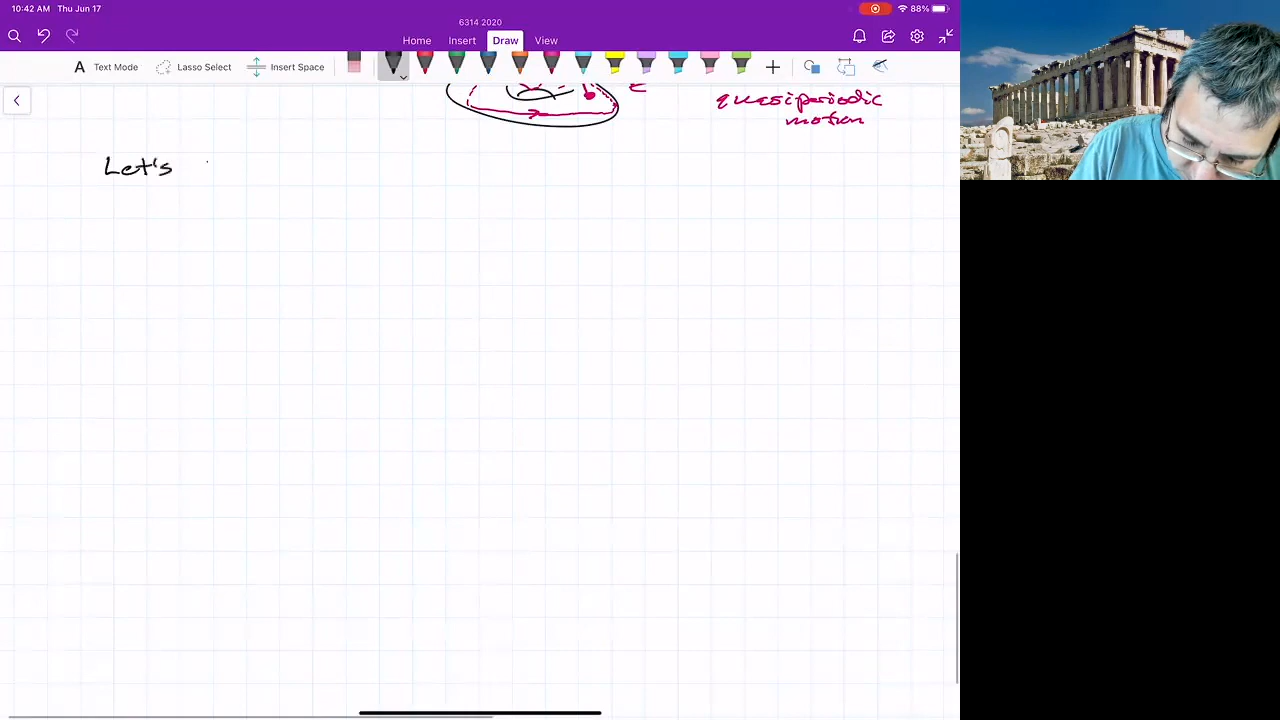 10:42 AM Thu Jun 17
88%
6314 2020
Home Insert Draw View
Text Mode Lasso Select Insert Space
quasiperiodic
motion
Let's